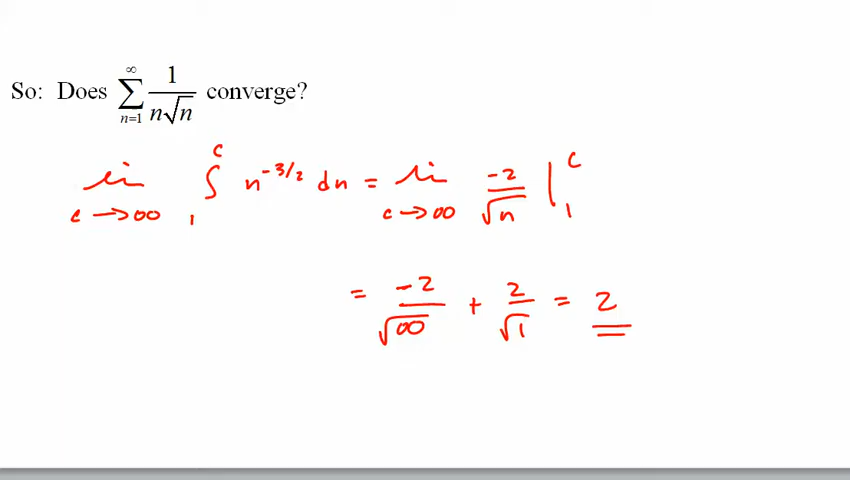 So: Does ∑_{n=1}^{∞} 1/(n√n) converge?
lim_{c→∞} ∫_1^c n^{-3/2} dn = lim_{c→∞} -2/√n |_1^c
= -2/√∞ + 2/√1 = 2